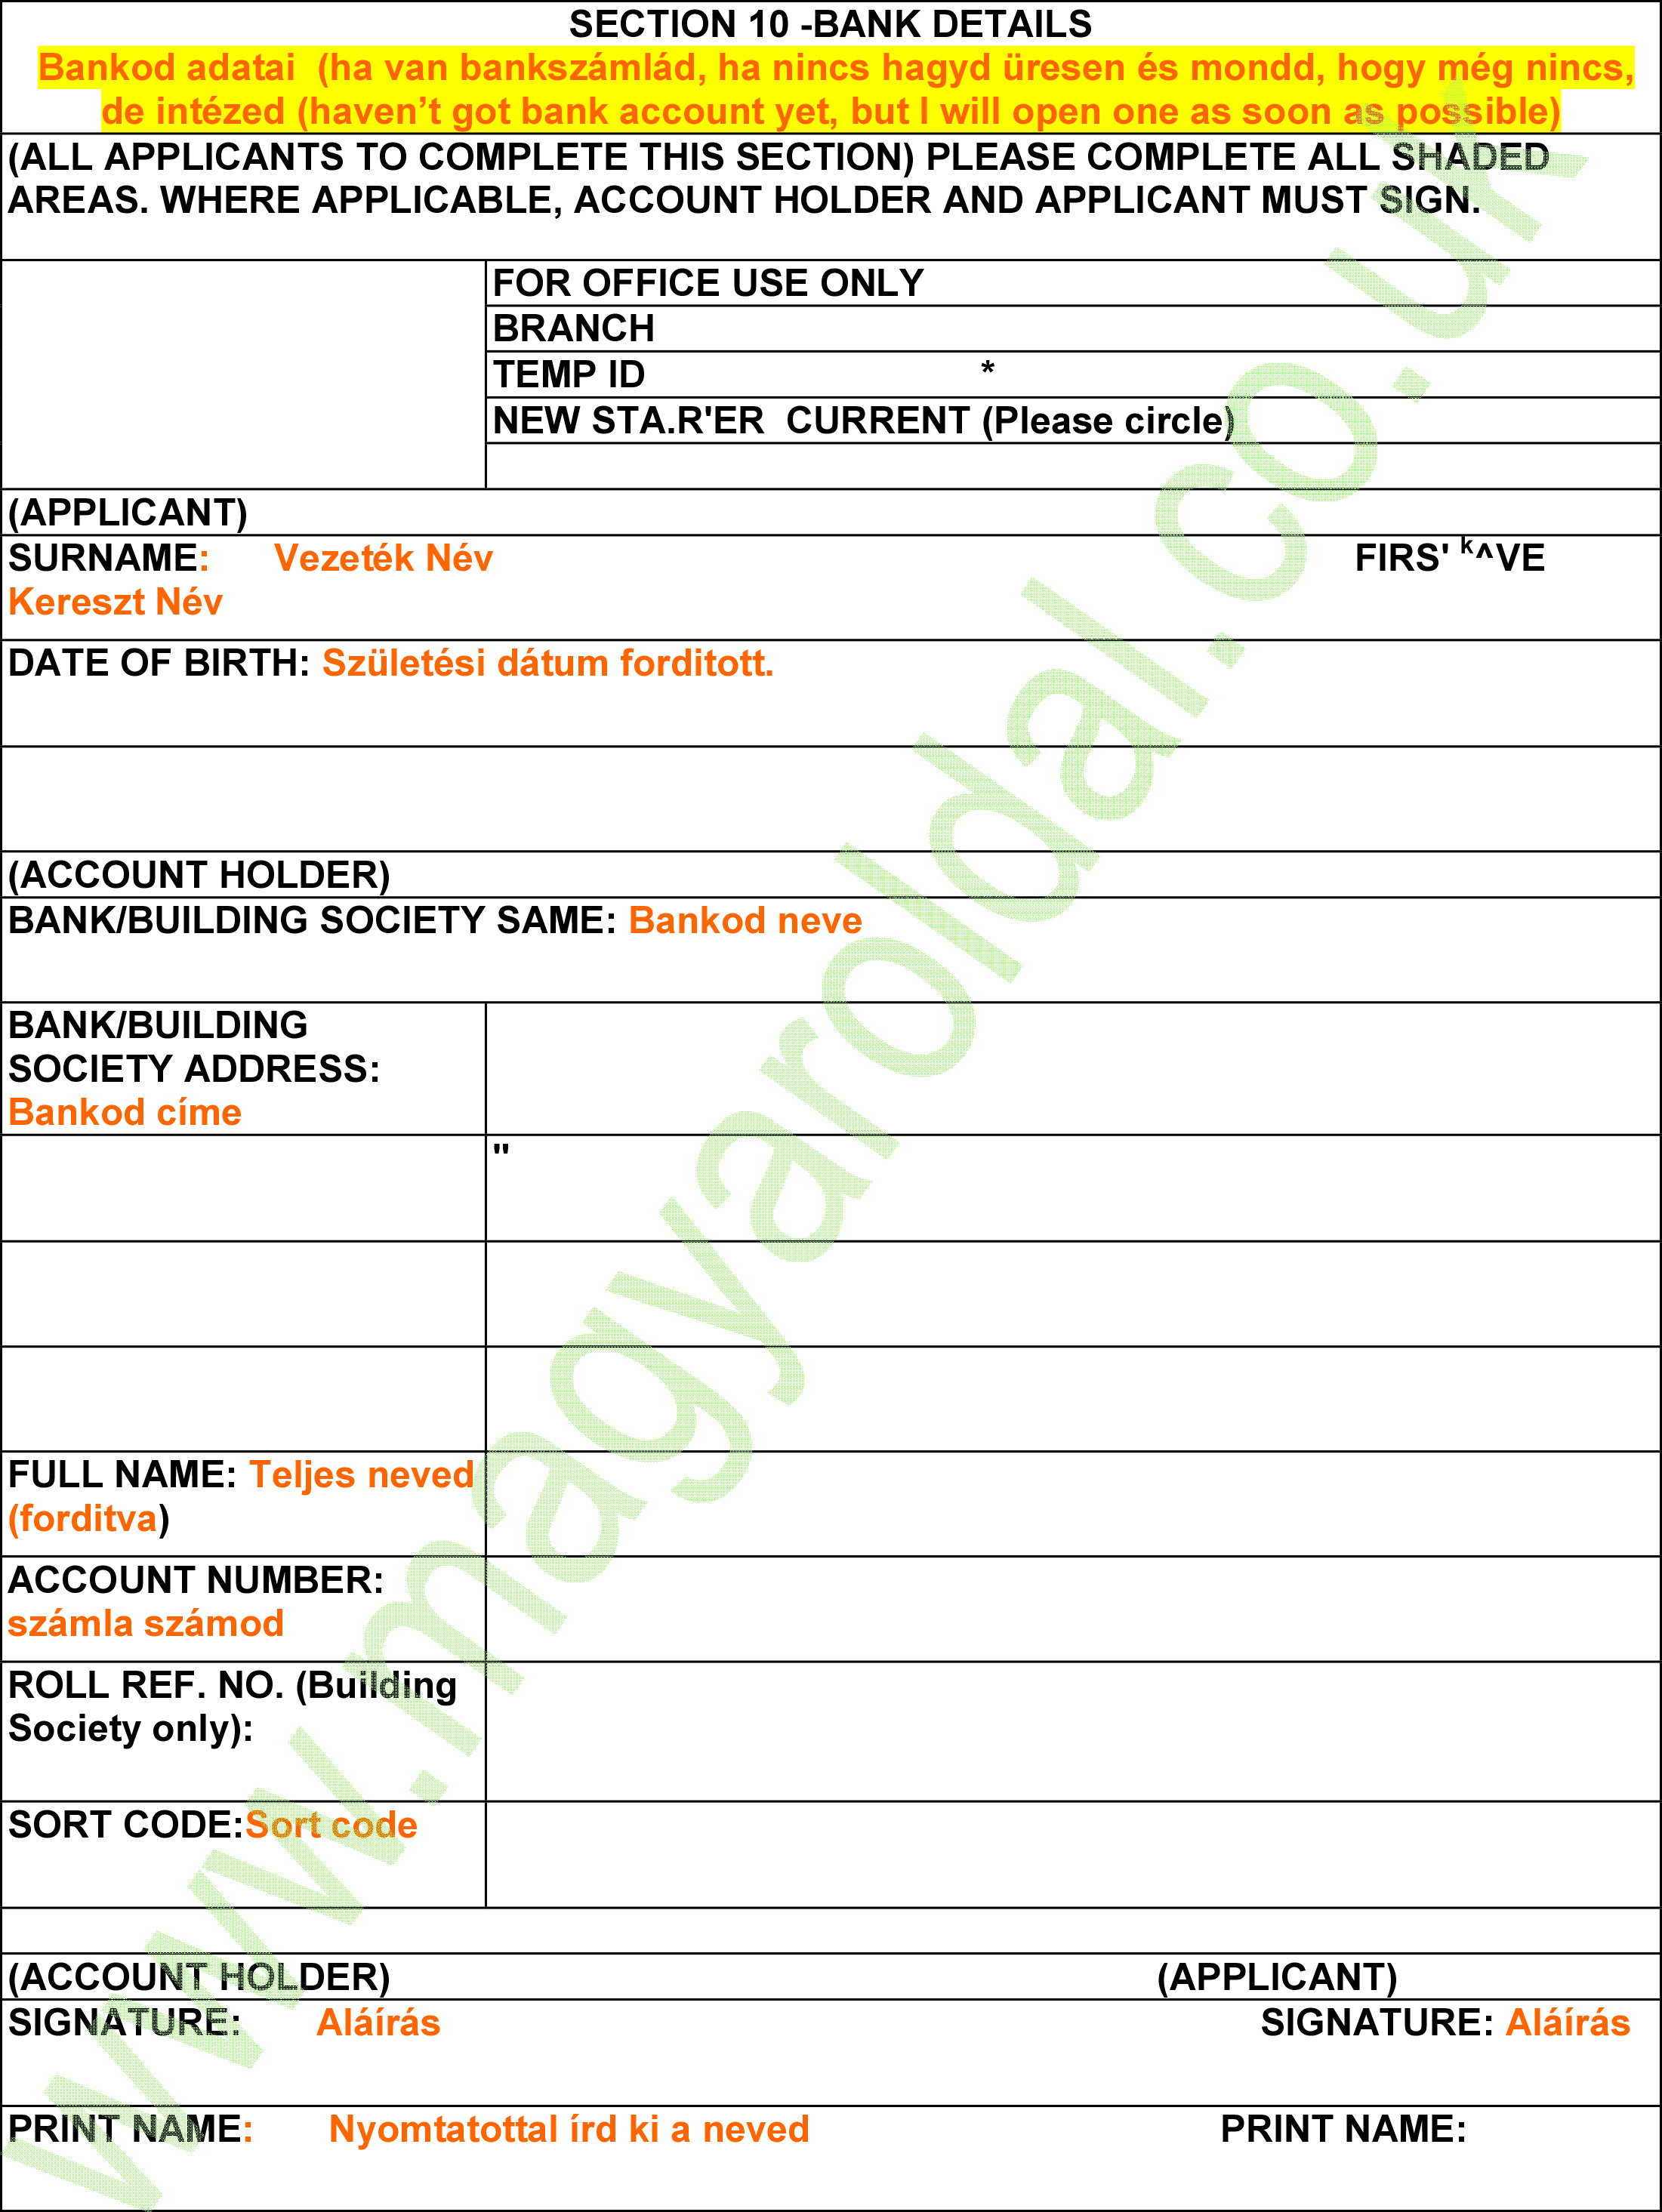 SECTION 10 -BANK DETAILS
Bankod adatai  (ha van bankszámlád, ha nincs hagyd üresen és mondd, hogy még nincs,
de intézed (haven’t got bank account yet, but I will open one as soon as possible)
(ALL APPLICANTS TO COMPLETE THIS SECTION) PLEASE COMPLETE ALL SHADED
AREAS. WHERE APPLICABLE, ACCOUNT HOLDER AND APPLICANT MUST SIGN.
FOR OFFICE USE ONLY
BRANCH
TEMP ID *
NEW STA.R'ER  CURRENT (Please circle)
(APPLICANT)
SURNAME: Vezeték Név FIRS' k^VE
Kereszt Név
DATE OF BIRTH: Születési dátum forditott.
(ACCOUNT HOLDER)
BANK/BUILDING SOCIETY SAME: Bankod neve
BANK/BUILDING
SOCIETY ADDRESS:
Bankod címe
"
FULL NAME: Teljes neved
(forditva)
ACCOUNT NUMBER:
számla számod
ROLL REF. NO. (Building
Society only):
SORT CODE:Sort code
(ACCOUNT HOLDER) (APPLICANT)
SIGNATURE: Aláírás SIGNATURE: Aláírás
PRINT NAME: Nyomtatottal írd ki a neved PRINT NAME:
www.magyaroldal.co.uk